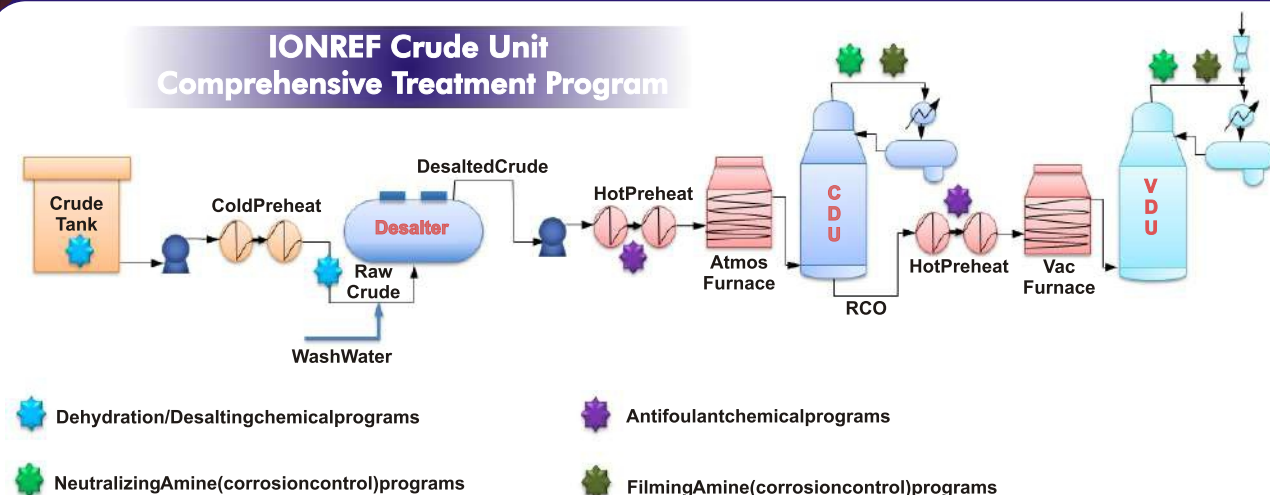 IONREF Crude Unit
Comprehensive Treatment Program
Crude
Tank
ColdPreheat
DesaltedCrude
Desalter
Raw
Crude
WashWater
HotPreheat
Atmos
Furnace
C
D
U
RCO
HotPreheat
Vac
Furnace
V
D
U
Dehydration/Desaltingchemicalprograms
Antifoulantchemicalprograms
NeutralizingAmine(corrosioncontrol)programs
FilmingAmine(corrosioncontrol)programs